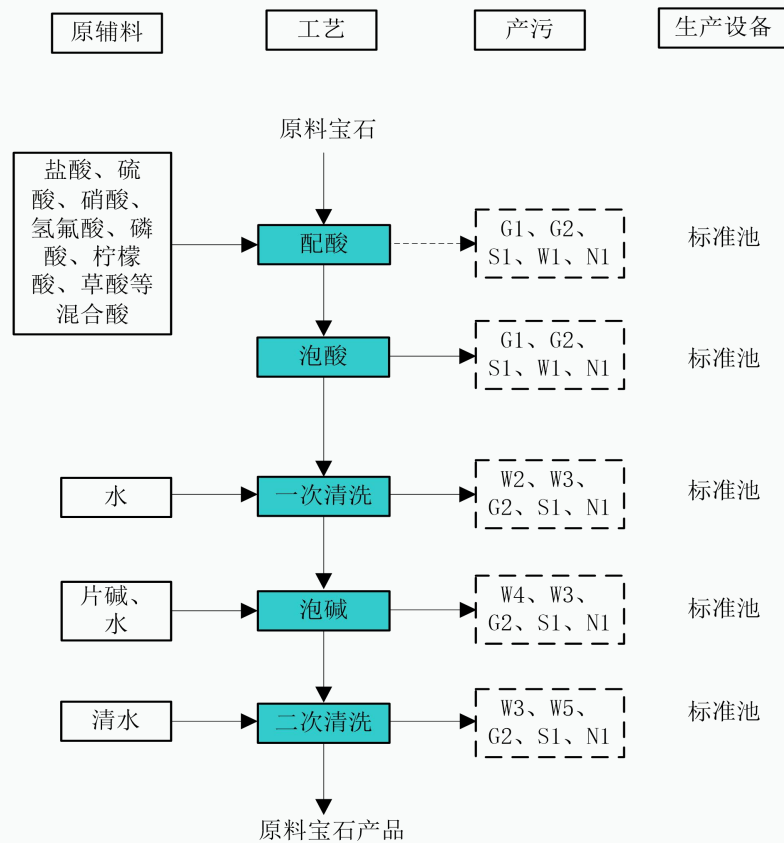 原辅料
工艺
产污
生产设备
原料宝石
盐酸、硫
酸、硝酸、
氢氟酸、磷
酸、柠檬
酸、草酸等
混合酸
配酸
G1、G2、
S1、W1、N1
标准池
泡酸
G1、G2、
S1、W1、N1
标准池
水
一次清洗
W2、W3、
G2、S1、N1
标准池
片碱、
水
泡碱
W4、W3、
G2、S1、N1
标准池
清水
二次清洗
W3、W5、
G2、S1、N1
标准池
原料宝石产品